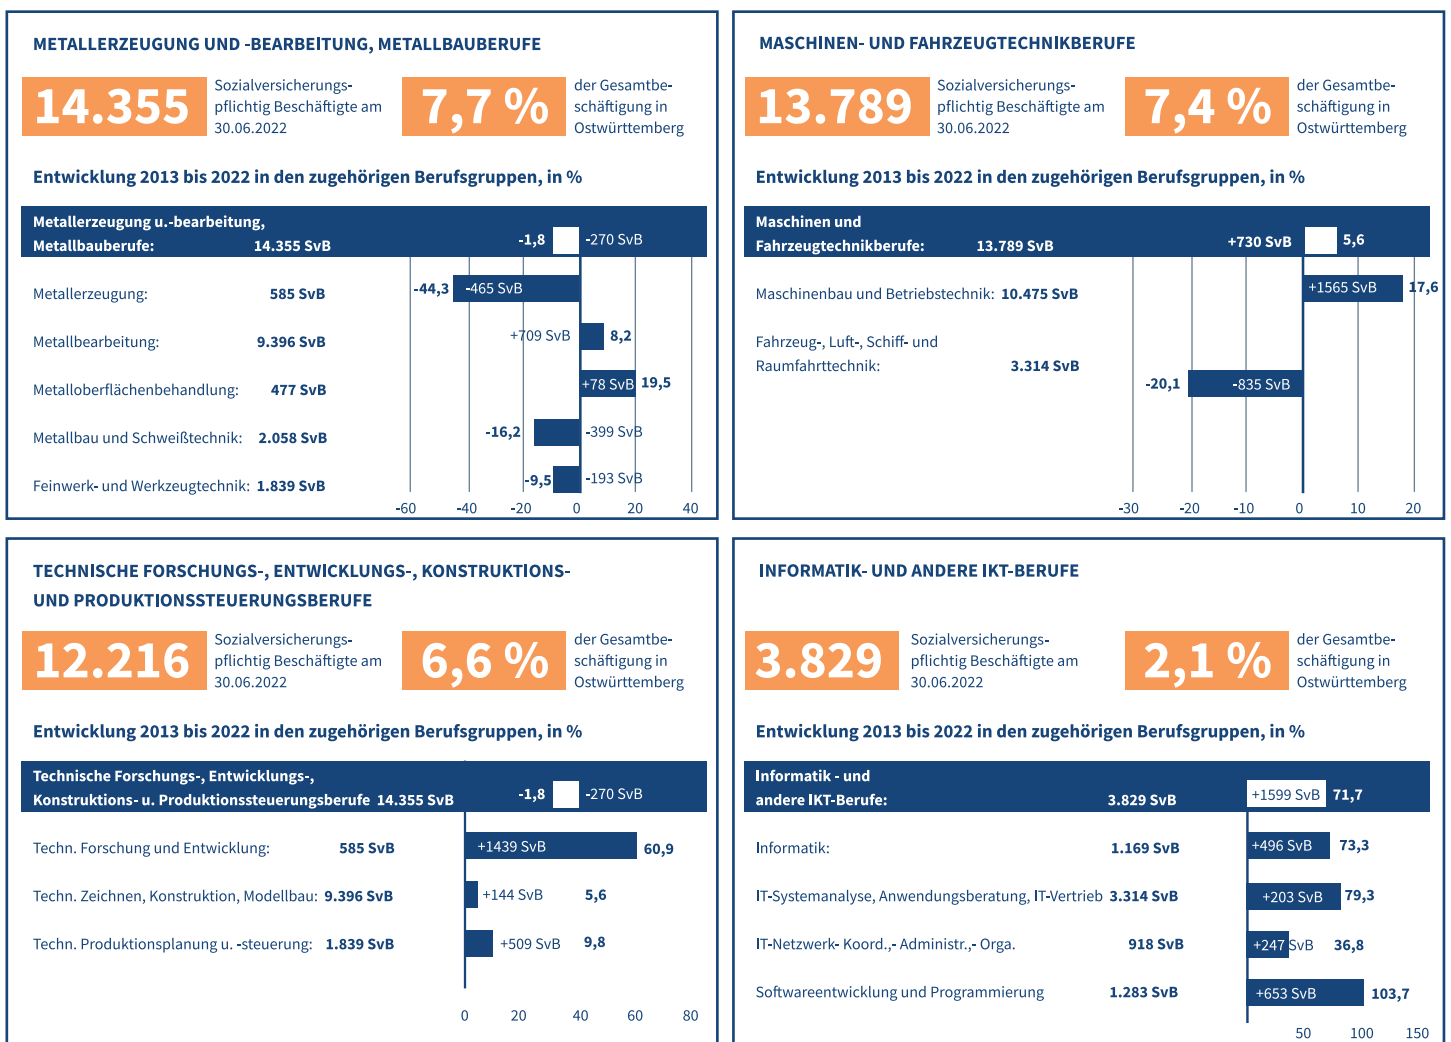 METALLERZEUGUNG UND -BEARBEITUNG, METALLBAUBERUFE
14.355
Sozialversicherungs-
pflichtig Beschäftigte am
30.06.2022
7,7 %
der Gesamtbe-
schäftigung in
Ostwürttemberg
Entwicklung 2013 bis 2022 in den zugehörigen Berufsgruppen, in %
Metallerzeugung u.-bearbeitung,
Metallbauberufe: 14.355 SvB -1,8 -270 SvB
Metallerzeugung: 585 SvB -44,3 -465 SvB
Metallbearbeitung: 9.396 SvB +709 SvB 8,2
Metalloberflächenbehandlung: 477 SvB +78 SvB 19,5
Metallbau und Schweißtechnik: 2.058 SvB -16,2 -399 SvB
Feinwerk- und Werkzeugtechnik: 1.839 SvB -9,5 -193 SvB
-60 -40 -20 0 20 40
MASCHINEN- UND FAHRZEUGTECHNIKBERUFE
13.789
Sozialversicherungs-
pflichtig Beschäftigte am
30.06.2022
7,4 %
der Gesamtbe-
schäftigung in
Ostwürttemberg
Entwicklung 2013 bis 2022 in den zugehörigen Berufsgruppen, in %
Maschinen und
Fahrzeugtechnikberufe: 13.789 SvB +730 SvB 5,6
Maschinenbau und Betriebstechnik: 10.475 SvB +1565 SvB 17,6
Fahrzeug-, Luft-, Schiff- und
Raumfahrttechnik: 3.314 SvB
-20,1 -835 SvB
-30 -20 -10 0 10 20
TECHNISCHE FORSCHUNGS-, ENTWICKLUNGS-, KONSTRUKTIONS-
UND PRODUKTIONSSTEUERUNGSBERUFE
12.216
Sozialversicherungs-
pflichtig Beschäftigte am
30.06.2022
6,6 %
der Gesamtbe-
schäftigung in
Ostwürttemberg
Entwicklung 2013 bis 2022 in den zugehörigen Berufsgruppen, in %
Technische Forschungs-, Entwicklungs-,
Konstruktions- u. Produktionssteuerungsberufe 14.355 SvB -1,8 -270 SvB
Techn. Forschung und Entwicklung: 585 SvB +1439 SvB 60,9
Techn. Zeichnen, Konstruktion, Modellbau: 9.396 SvB +144 SvB 5,6
Techn. Produktionsplanung u. -steuerung: 1.839 SvB +509 SvB 9,8
0 20 40 60 80
INFORMATIK- UND ANDERE IKT-BERUFE
3.829
Sozialversicherungs-
pflichtig Beschäftigte am
30.06.2022
2,1 %
der Gesamtbe-
schäftigung in
Ostwürttemberg
Entwicklung 2013 bis 2022 in den zugehörigen Berufsgruppen, in %
Informatik - und
andere IKT-Berufe: 3.829 SvB +1599 SvB 71,7
Informatik: 1.169 SvB +496 SvB 73,3
IT-Systemanalyse, Anwendungsberatung, IT-Vertrieb 3.314 SvB +203 SvB 79,3
IT-Netzwerk- Koord.,- Administr.,- Orga. 918 SvB +247 SvB 36,8
Softwareentwicklung und Programmierung 1.283 SvB +653 SvB 103,7
50 100 150